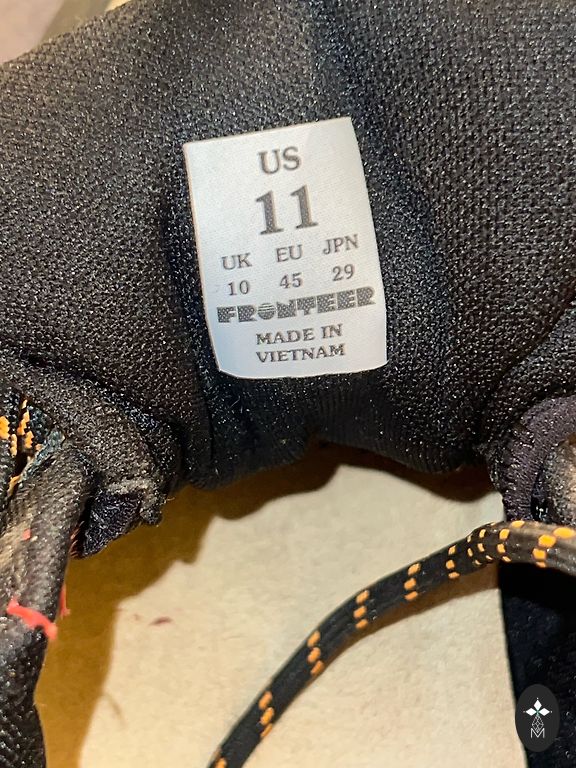 US
11
UK EU JPN
10 45 29
FRONTEER
MADE IN
VIETNAM
M